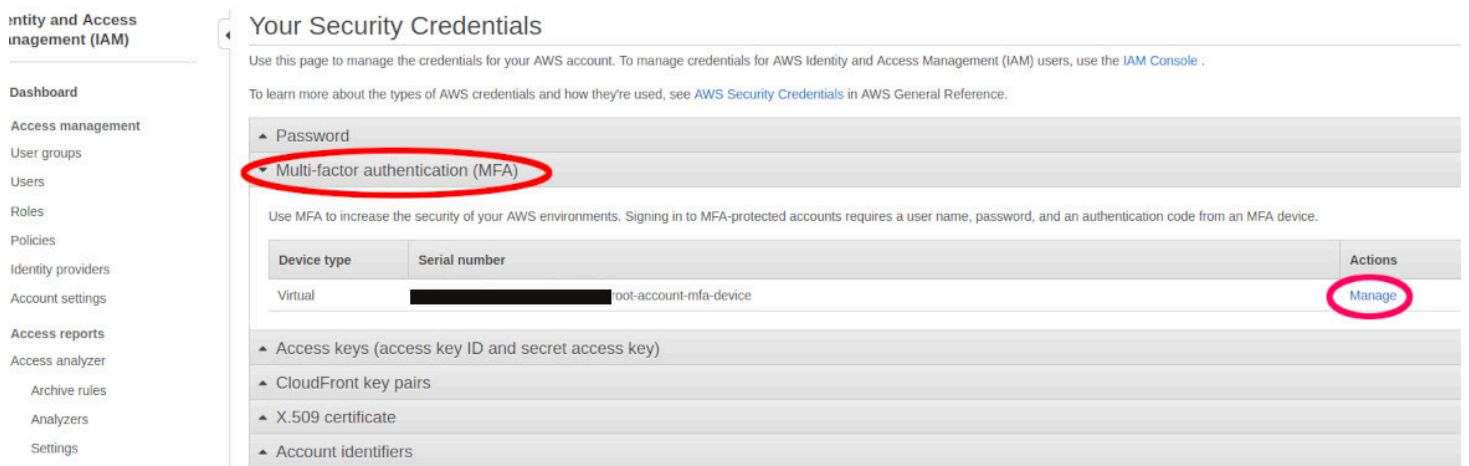 entity and Access
anagement (IAM)
Dashboard
Access management
User groups
Users
Roles
Policies
Identity providers
Account settings
Access reports
Access analyzer
Archive rules
Analyzers
Settings
Your Security Credentials
Use this page to manage the credentials for your AWS account. To manage credentials for AWS Identity and Access Management (IAM) users, use the IAM Console .
To learn more about the types of AWS credentials and how they're used, see AWS Security Credentials in AWS General Reference.
Password
Multi-factor authentication (MFA)
Use MFA to increase the security of your AWS environments. Signing in to MFA-protected accounts requires a user name, password, and an authentication code from an MFA device.
Device type Serial number Actions
Virtual root-account-mfa-device Manage
Access keys (access key ID and secret access key)
CloudFront key pairs
X.509 certificate
Account identifiers